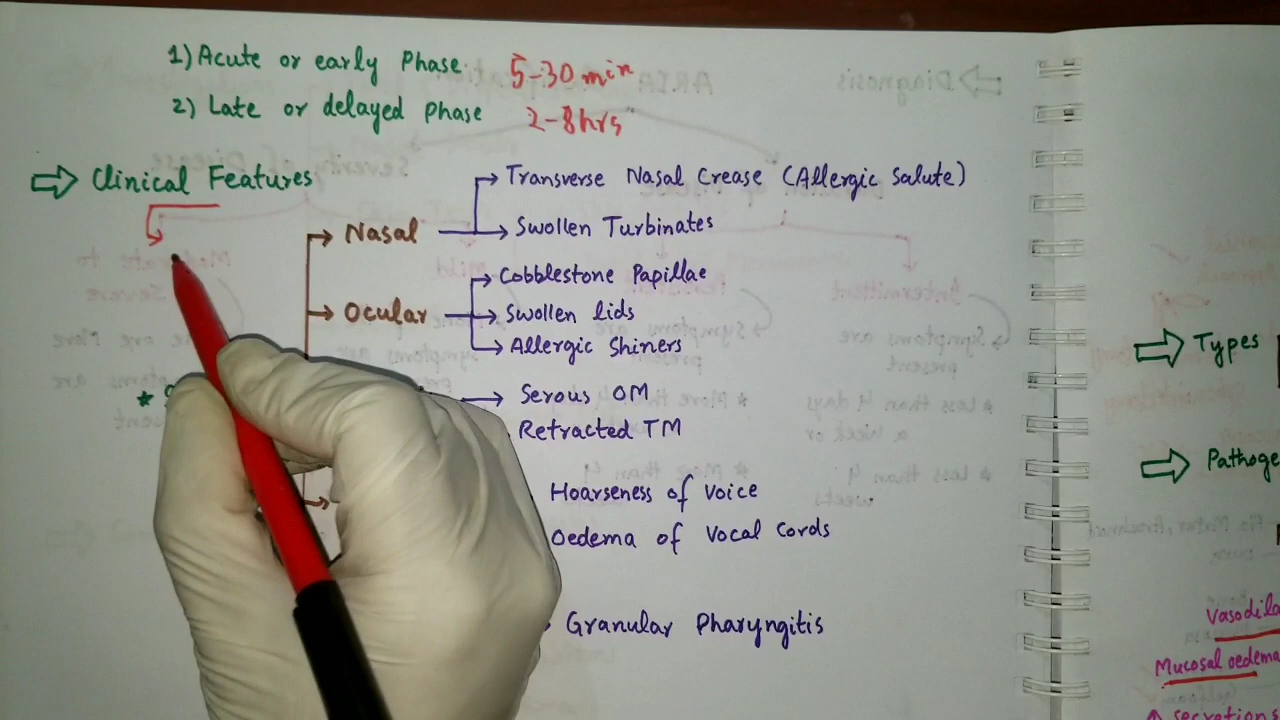 1) Acute or early Phase 5-30 min
2) Late or delayed Phase 2-8hrs
⇒ Clinical Features
Nasal → Transverse Nasal Crease (Allergic Salute)
→ Swollen Turbinates
Ocular → Cobblestone Papillae
→ Swollen lids
→ Allergic Shiners
→ Serous OM
Retracted TM
Hoarseness of voice
Oedema of Vocal Cords
Granular Pharyngitis
⇒ Types
⇒ Pathoge
Vasodila
Mucosal oedema
↑ secretions